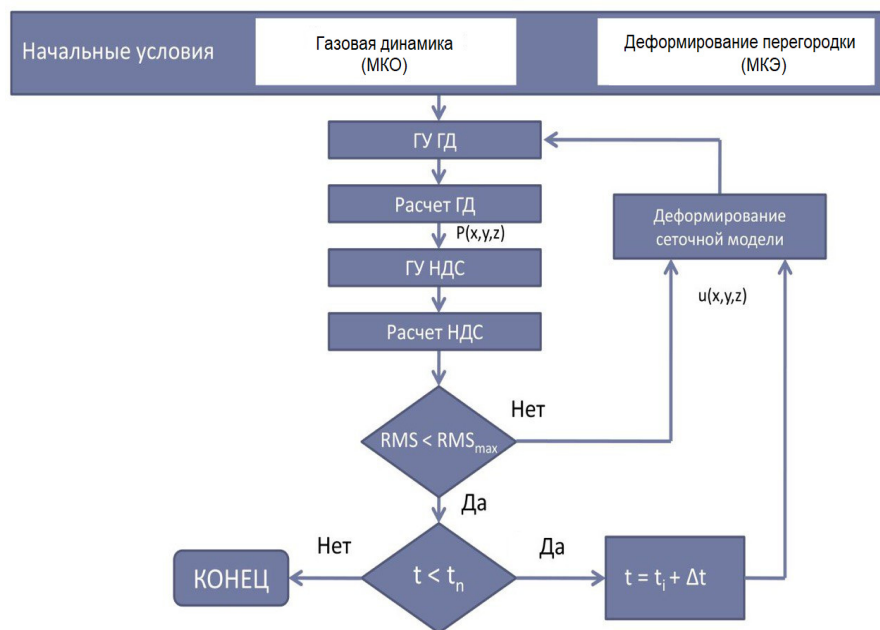 Начальные условия
Газовая динамика
(МКО)
Деформирование перегородки
(МКЭ)
ГУ ГД
Расчет ГД
P(x,y,z)
ГУ НДС
Расчет НДС
Деформирование
сеточной модели
u(x,y,z)
RMS < RMSmax
Нет
Да
t < tn
Нет
Да
КОНЕЦ
t = ti + Δt